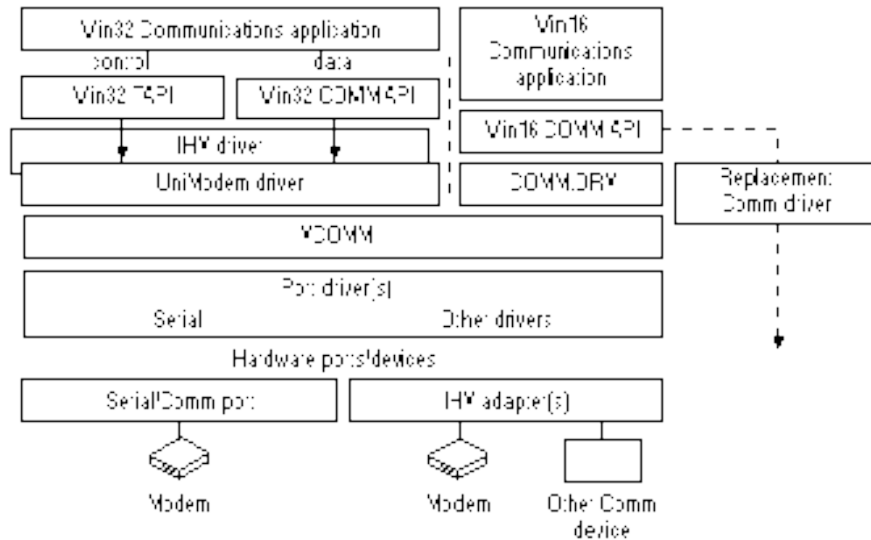 Win32 Communications application
control
data
Win32 TAPI
Win32 COMM API
IHV driver
UniModem driver
Win16
Communications
application
Win16 COMM API
COMM.DRV
Replacement
Comm driver
VCOMM
Port driver(s)
Serial
Other drivers
Hardware ports/devices
Serial/Comm port
IHV adapter(s)
Modem
Modem
Other Comm
device